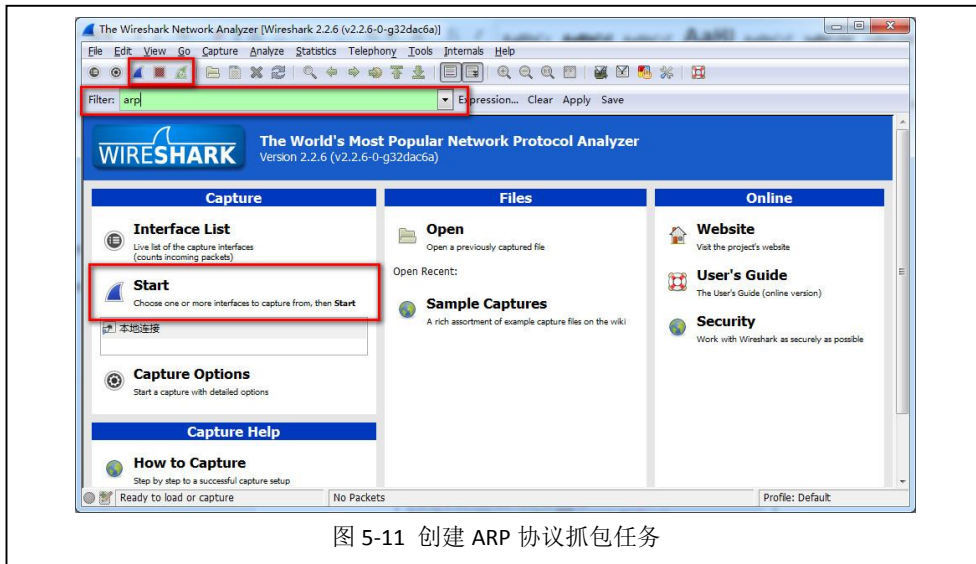 The Wireshark Network Analyzer [Wireshark 2.2.6 (v2.2.6-0-g32dac6a)]
File Edit View Go Capture Analyze Statistics Telephony Tools Internals Help
Filter: arp Expression... Clear Apply Save
WIRESHARK
The World's Most Popular Network Protocol Analyzer
Version 2.2.6 (v2.2.6-0-g32dac6a)
Capture
Interface List
Live list of the capture interfaces
(counts incoming packets)
Start
Choose one or more interfaces to capture from, then Start
本地连接
Capture Options
Start a capture with detailed options
Capture Help
How to Capture
Step by step to a successful capture setup
Files
Open
Open a previously captured file
Open Recent:
Sample Captures
A rich assortment of example capture files on the wiki
Online
Website
Visit the project's website
User's Guide
The User's Guide (online version)
Security
Work with Wireshark as securely as possible
Ready to load or capture
No Packets
Profile: Default
图 5-11 创建 ARP 协议抓包任务